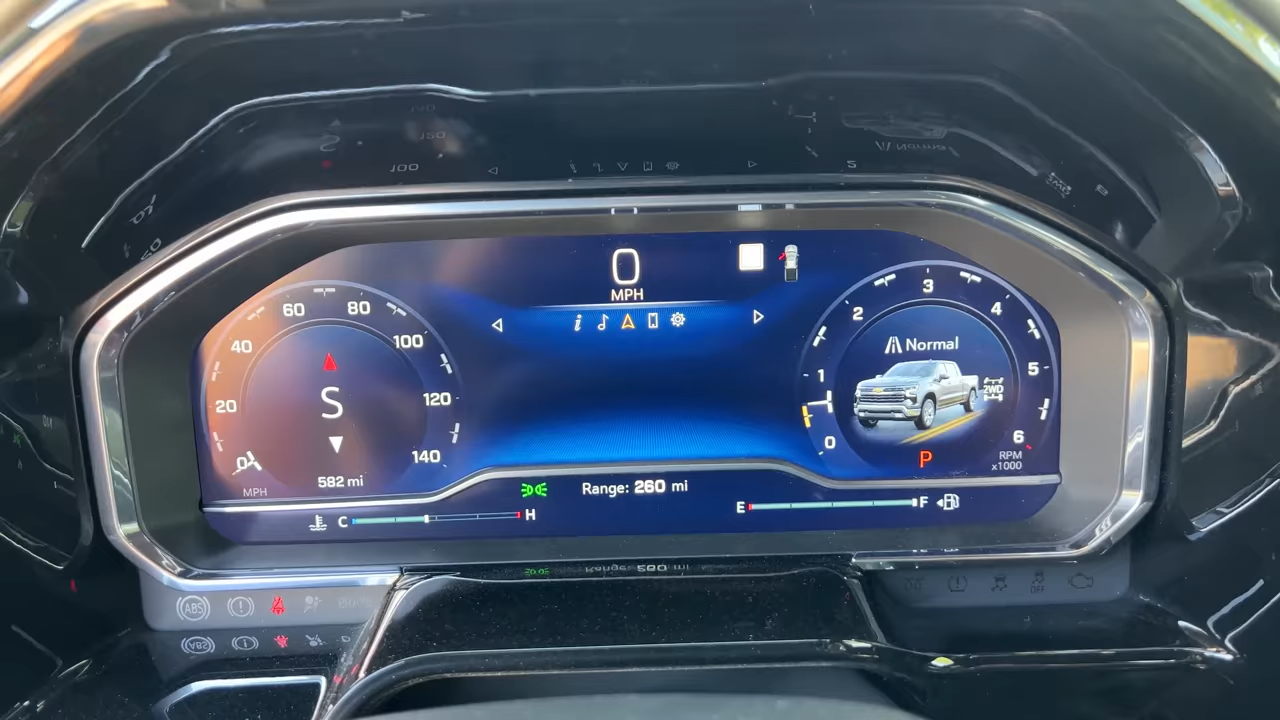 0
MPH
i
60 80
40 100
20 120
0 140
S
MPH
582 mi
3
2 4
1 5
0 6
Normal
2WD
P
RPM
x1000
Range: 260 mi
C H
E F
ABS
OFF